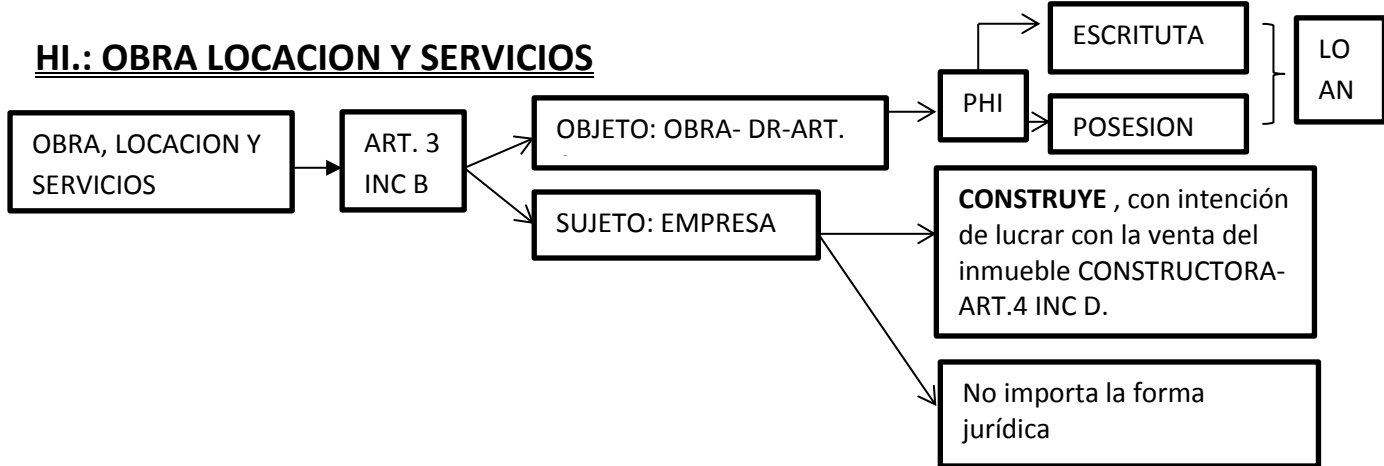 HI.: OBRA LOCACION Y SERVICIOS
OBRA, LOCACION Y
SERVICIOS
ART. 3
INC B
OBJETO: OBRA- DR-ART.
SUJETO: EMPRESA
PHI
ESCRITUTA
POSESION
LO
AN
CONSTRUYE , con intención
de lucrar con la venta del
inmueble CONSTRUCTORA-
ART.4 INC D.
No importa la forma
jurídica